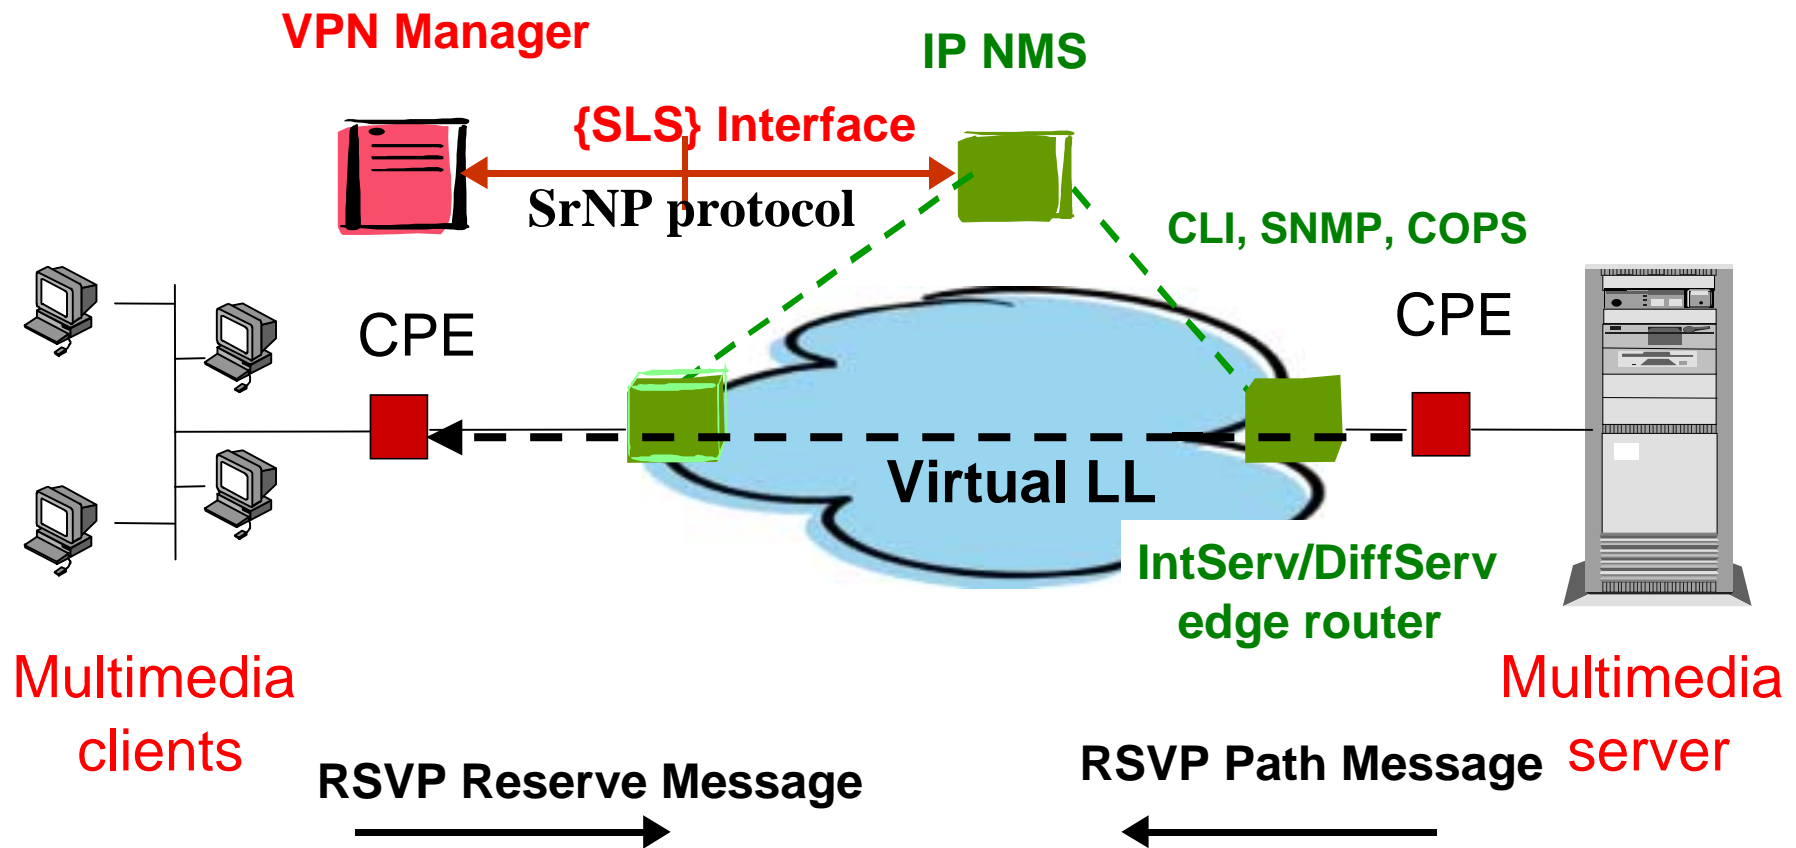 VPN Manager
IP NMS
{SLS} Interface
SrNP protocol
CLI, SNMP, COPS
CPE
CPE
Virtual LL
IntServ/DiffServ
edge router
Multimedia
clients
Multimedia
server
RSVP Reserve Message
RSVP Path Message